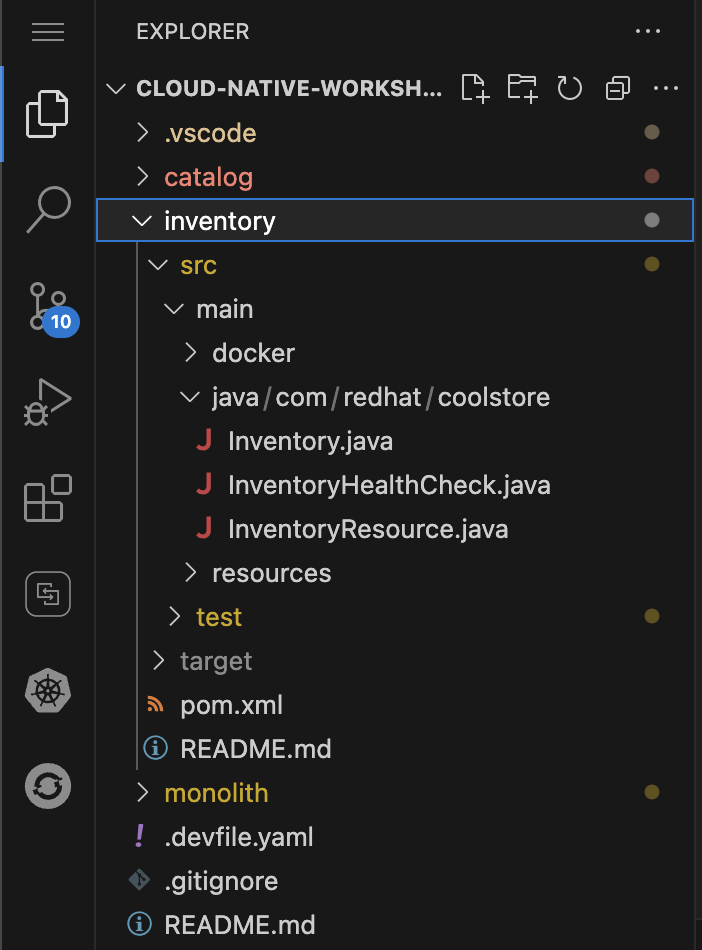 EXPLORER
CLOUD-NATIVE-WORKSH...
.vscode
catalog
inventory
src
main
10
docker
java/com/redhat/coolstore
J Inventory.java
J InventoryHealthCheck.java
J InventoryResource.java
resources
test
target
pom.xml
README.md
monolith
! .devfile.yaml
.gitignore
README.md